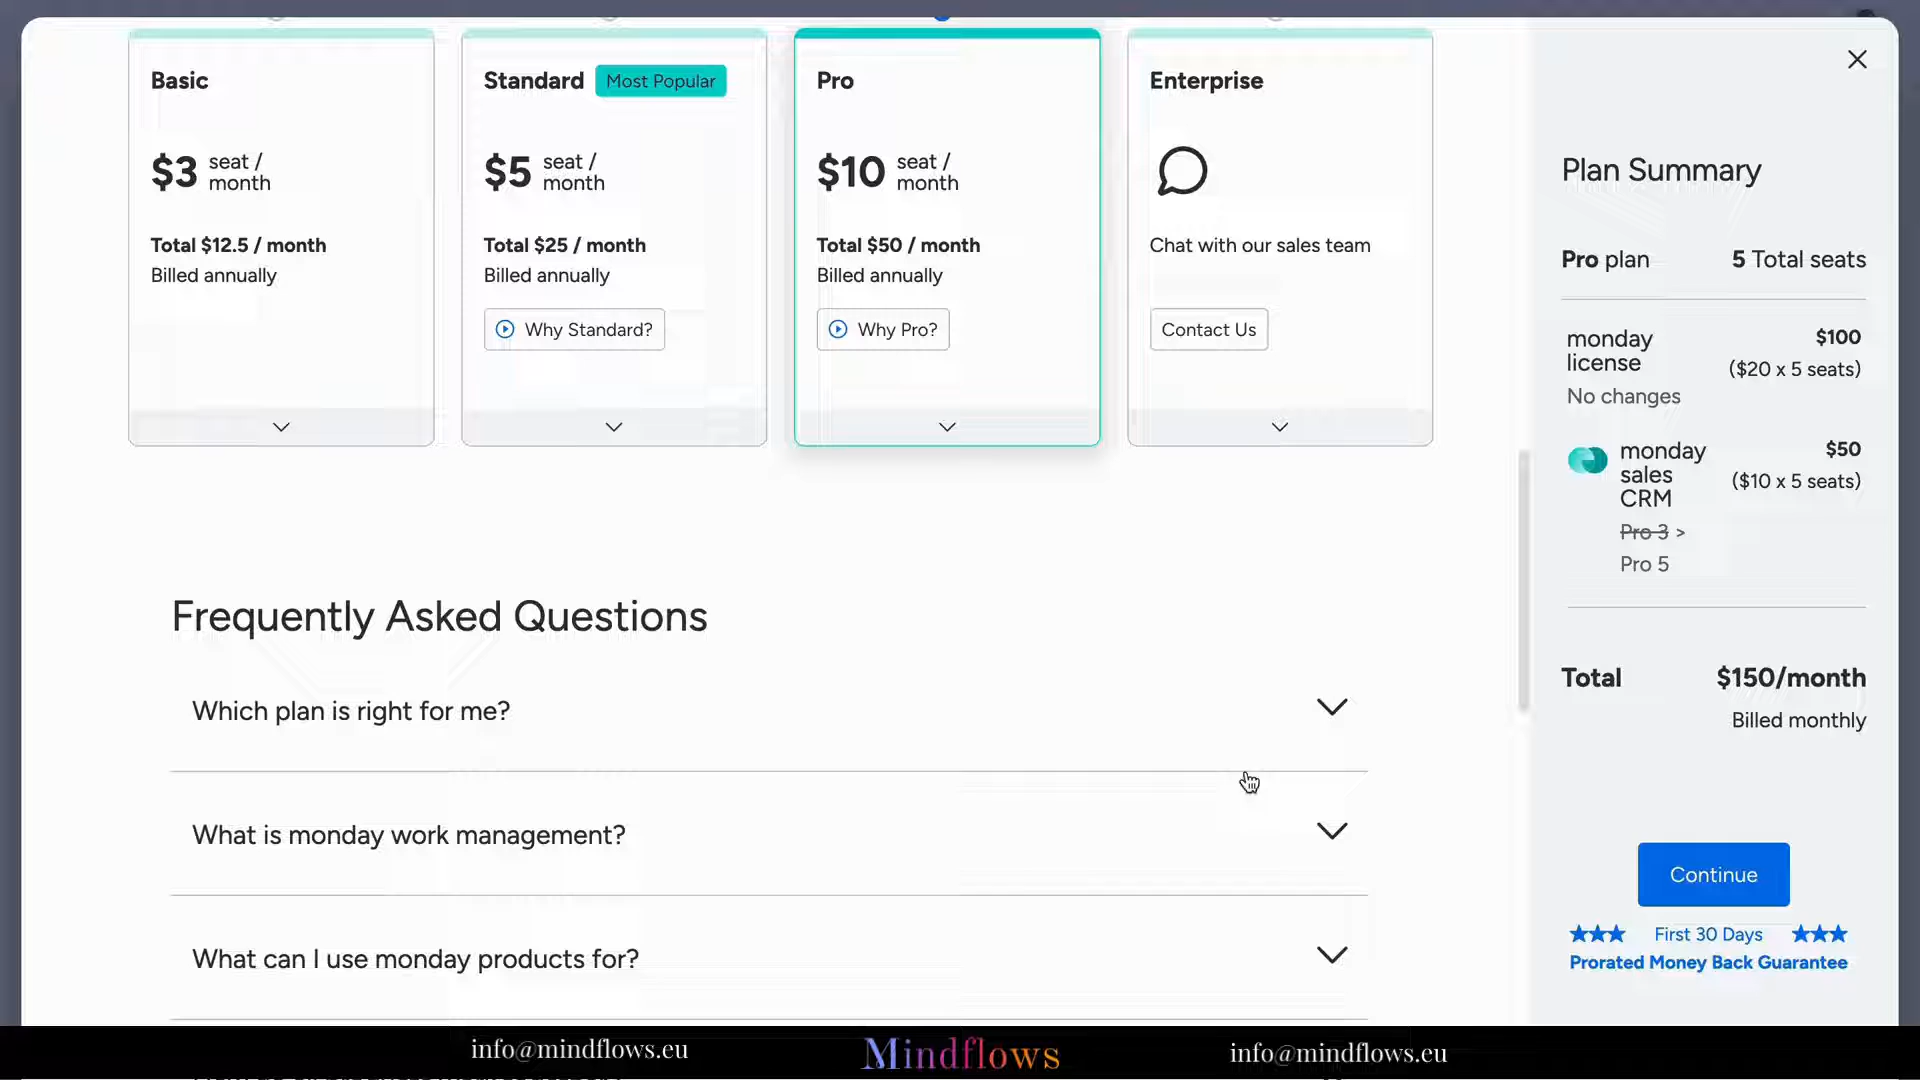 Basic
$3 seat /
month
Total $12.5 / month
Billed annually
Standard Most Popular
$5 seat /
month
Total $25 / month
Billed annually
Why Standard?
Pro
$10 seat /
month
Total $50 / month
Billed annually
Why Pro?
Enterprise
Chat with our sales team
Contact Us
Frequently Asked Questions
Which plan is right for me?
What is monday work management?
What can I use monday products for?
Plan Summary
Pro plan 5 Total seats
monday
license
No changes
$100
($20 x 5 seats)
monday
sales
CRM
Pro 3 >
Pro 5
$50
($10 x 5 seats)
Total $150/month
Billed monthly
Continue
First 30 Days
Prorated Money Back Guarantee
info@mindflows.eu Mindflows info@mindflows.eu